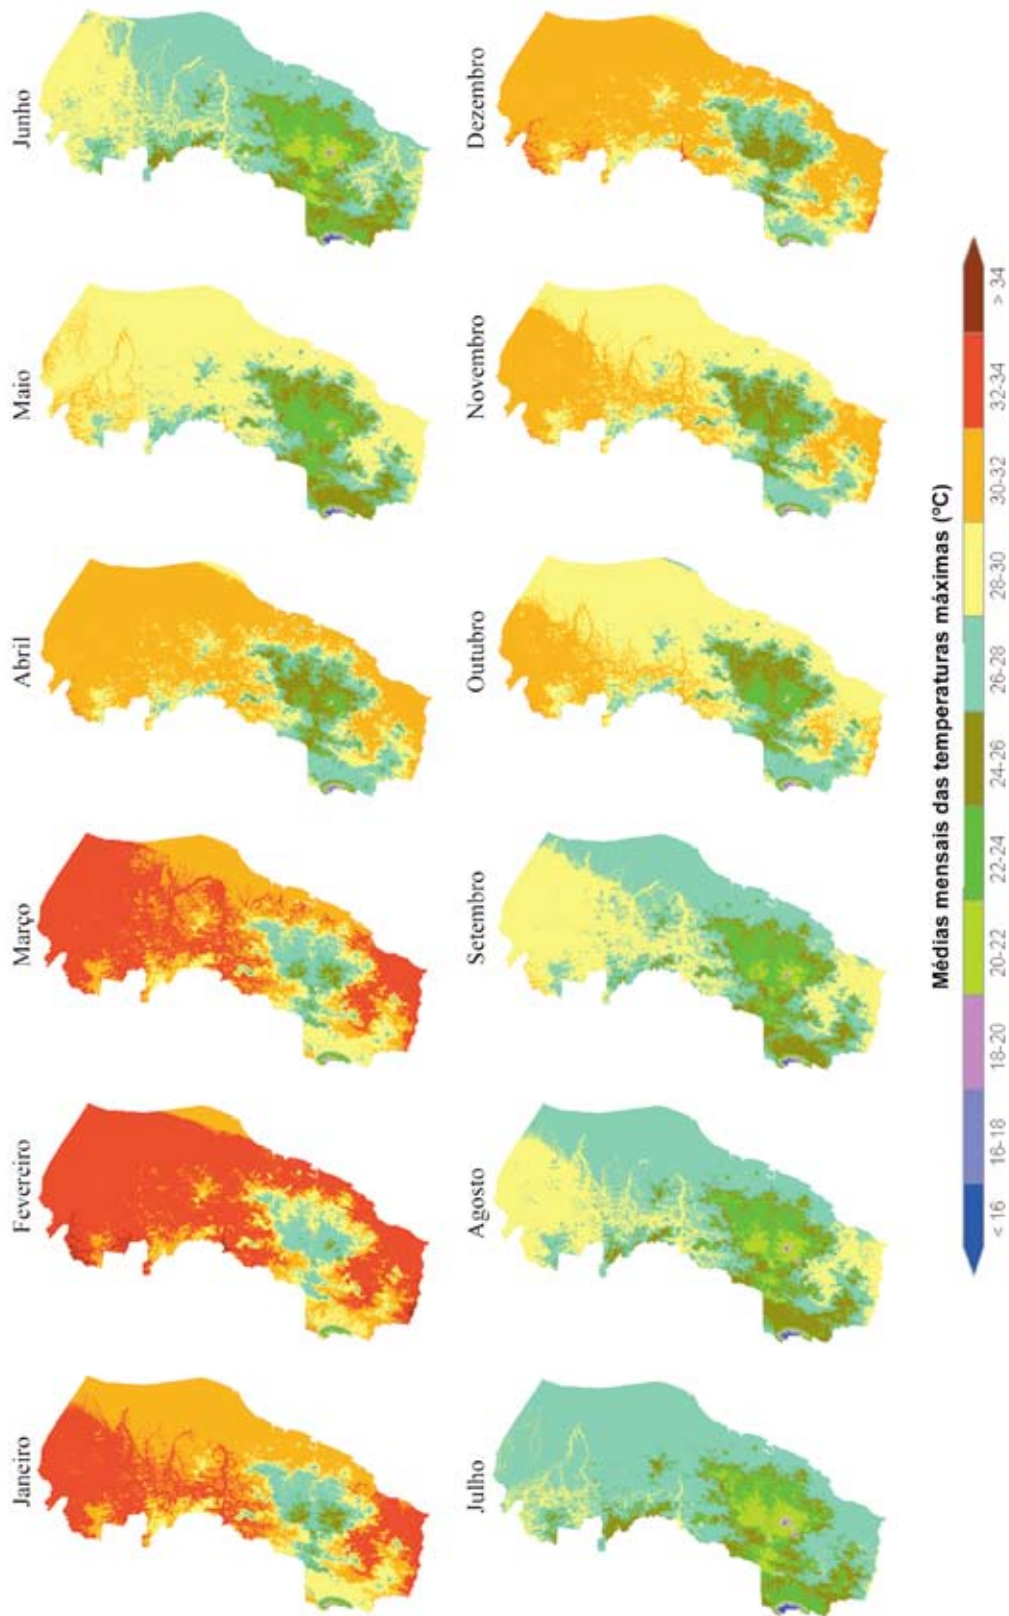 Janeiro Fevereiro Março Abril Maio Junho
Julho Agosto Setembro Outubro Novembro Dezembro
Médias mensais das temperaturas máximas (ºC)
< 16 16-18 18-20 20-22 22-24 24-26 26-28 28-30 30-32 32-34 > 34